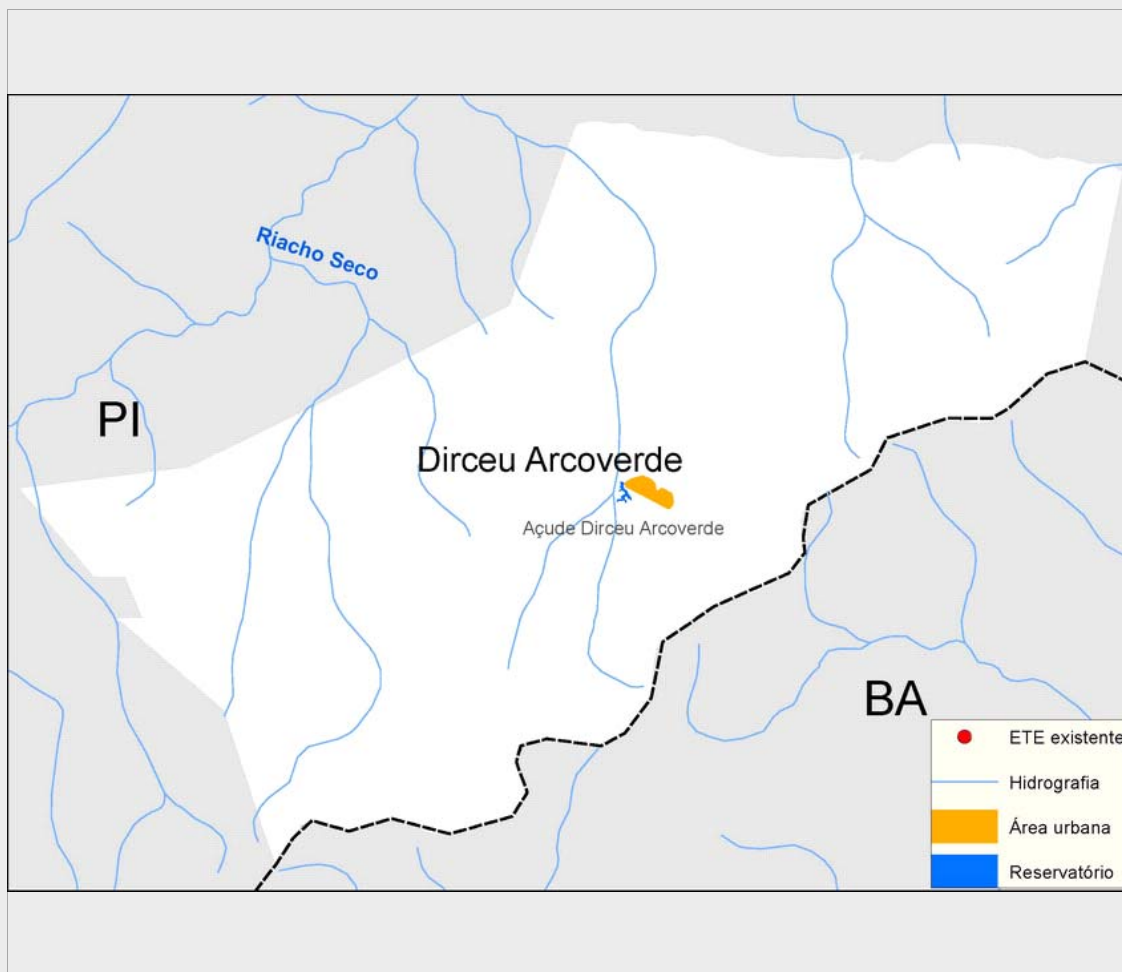 Riacho Seco
PI
Dirceu Arcoverde
Açude Dirceu Arcoverde
BA
ETE existente
Hidrografia
Área urbana
Reservatório